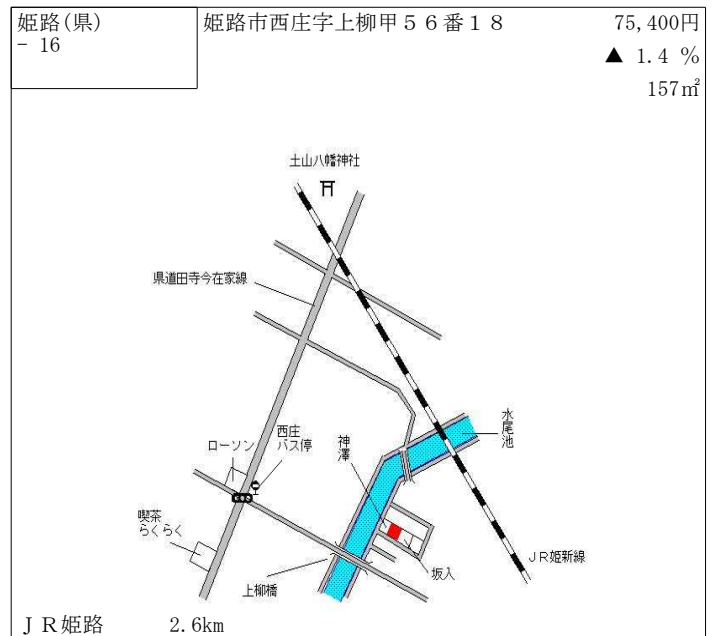 姫路(県)
- 16
姫路市西庄字上柳甲５６番１８
75,400円
▲ 1.4 %
157㎡
土山八幡神社
県道田寺今在家線
水尾池
西庄
バス停
神澤
ローソン
喫茶
らくらく
ＪＲ姫新線
坂入
上柳橋
ＪＲ姫路 2.6km